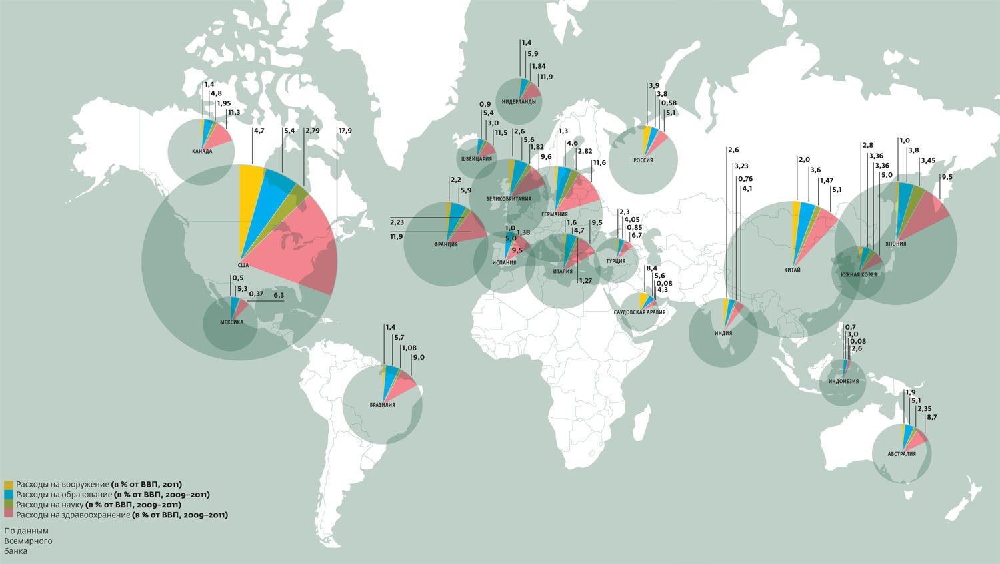 1,4
5,9
1,84
11,9
НИДЕРЛАНДЫ
1,4
4,8
1,95
11,3
КАНАДА
4,7
5,4
2,79
17,9
США
0,5
5,3
0,37
6,3
МЕКСИКА
0,9
5,4
3,0
11,5
ШВЕЙЦАРИЯ
2,6
5,6
1,82
9,6
ВЕЛИКОБРИТАНИЯ
1,3
4,6
2,82
11,6
ГЕРМАНИЯ
3,9
3,8
0,58
5,1
РОССИЯ
2,2
5,9
2,23
11,9
ФРАНЦИЯ
1,0
5,0
1,38
9,5
ИСПАНИЯ
1,6
4,7
9,5
1,27
ИТАЛИЯ
2,3
4,05
0,85
6,7
ТУРЦИЯ
8,4
5,6
0,08
4,3
САУДОВСКАЯ АРАВИЯ
2,6
3,23
0,76
4,1
ИНДИЯ
2,0
3,6
1,47
5,1
КИТАЙ
2,8
3,36
3,36
5,0
ЮЖНАЯ КОРЕЯ
1,0
3,8
3,45
9,5
ЯПОНИЯ
1,4
5,7
1,08
9,0
БРАЗИЛИЯ
0,7
3,0
0,08
2,6
ИНДОНЕЗИЯ
1,9
5,1
2,35
8,7
АВСТРАЛИЯ
Расходы на вооружение (в % от ВВП, 2011)
Расходы на образование (в % от ВВП, 2009–2011)
Расходы на науку (в % от ВВП, 2009–2011)
Расходы на здравоохранение (в % от ВВП, 2009–2011)
По данным
Всемирного
банка